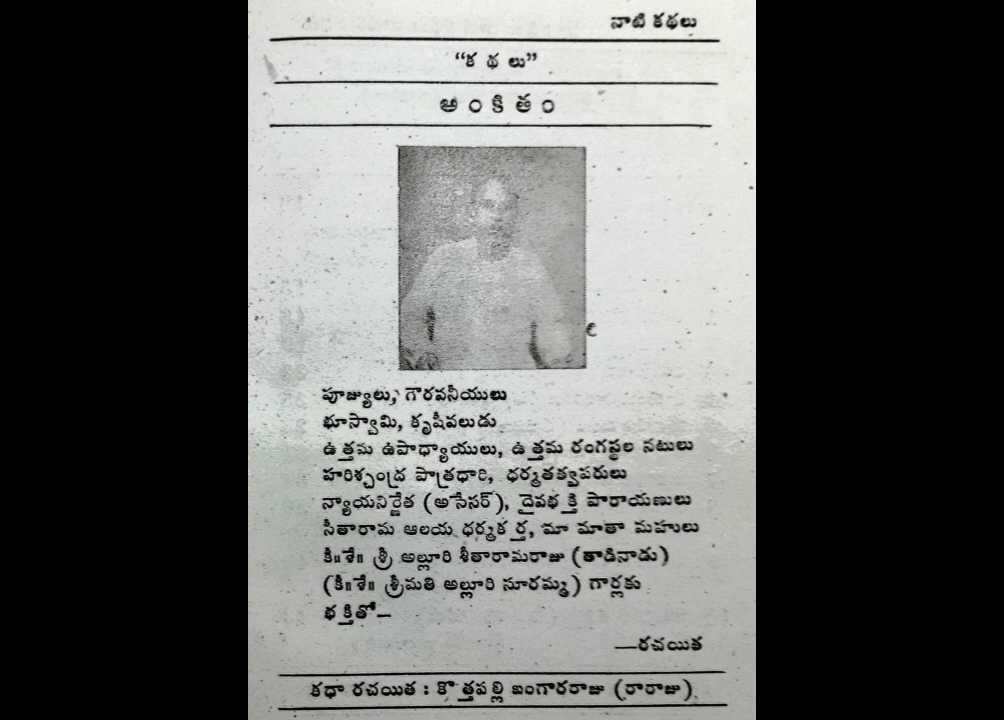 నాటి కథలు
“క థ లు”
అం కి తం
పూజ్యులు, గౌరవనీయులు
భూస్వామి, కృషీవలుడు
ఉత్తమ ఉపాధ్యాయులు, ఉత్తమ రంగస్థల నటులు
హరిశ్చంద్ర పాత్రధారి, ధర్మతత్వపరులు
న్యాయనిర్ణేత (అసేసర్), దైవభక్తి పారాయణులు
సీతారామ ఆలయ ధర్మకర్త, మా మాతా మహులు
కీ॥శే॥ శ్రీ అల్లూరి శీతారామరాజు (తాడినాడు)
(కీ॥శే॥ శ్రీమతి అల్లూరి సూరమ్మ) గార్లకు
భక్తితో—
—రచయిత
కథా రచయిత : కొత్తపల్లి బంగారరాజు (రారాజు)